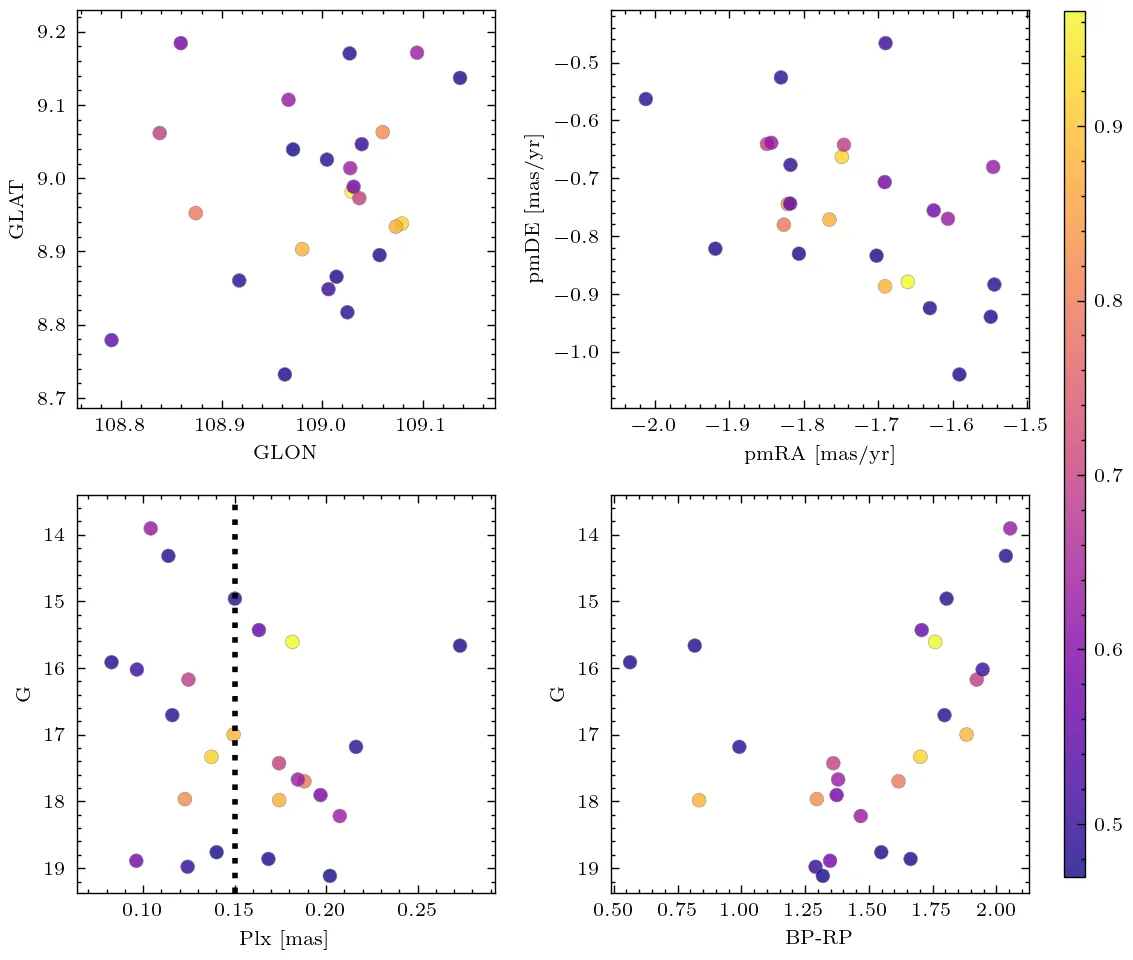 9.2
9.1
9.0
8.9
8.8
8.7
GLAT
108.8 108.9 109.0 109.1
GLON
−0.5
−0.6
−0.7
−0.8
−0.9
−1.0
pmDE [mas/yr]
−2.0 −1.9 −1.8 −1.7 −1.6 −1.5
pmRA [mas/yr]
14
15
16
17
18
19
G
0.10 0.15 0.20 0.25
Plx [mas]
14
15
16
17
18
19
G
0.50 0.75 1.00 1.25 1.50 1.75 2.00
BP-RP
0.9
0.8
0.7
0.6
0.5